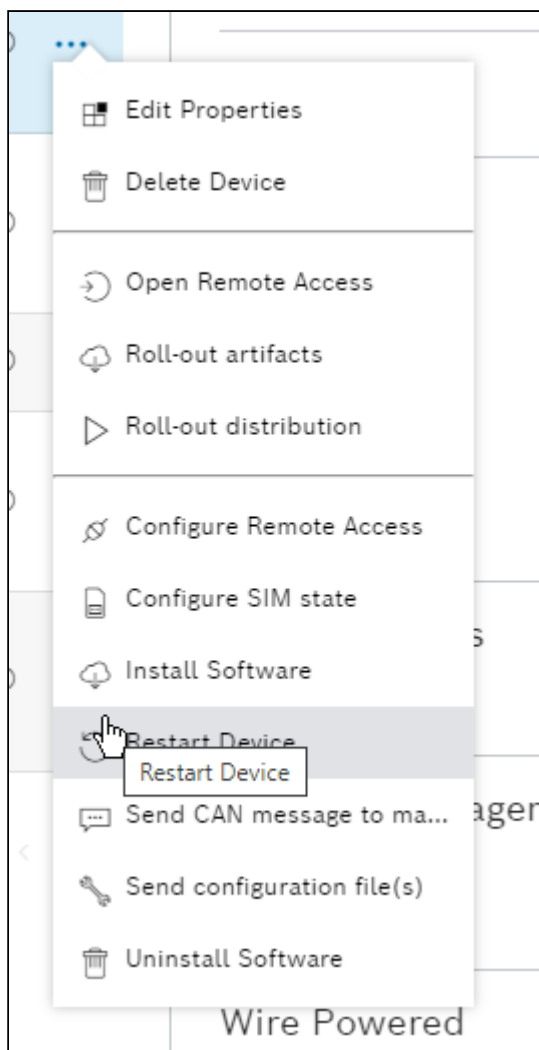 Edit Properties
Delete Device
Open Remote Access
Roll-out artifacts
Roll-out distribution
Configure Remote Access
Configure SIM state
s
Install Software
Restart Device
Restart Device
Send CAN message to ma...
ager
Send configuration file(s)
Uninstall Software
Wire Powered